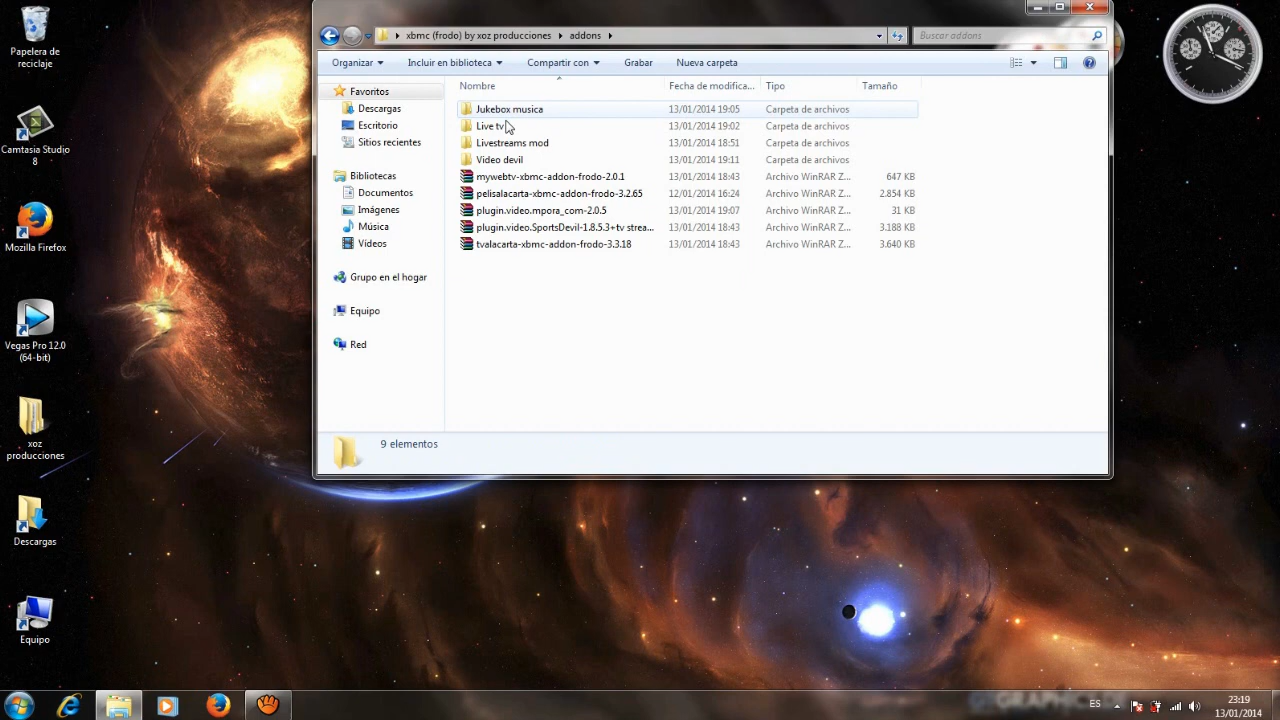 Papelera de
reciclaje
Camtasia Studio
8
Mozilla Firefox
Vegas Pro 12.0
(64-bit)
xoz
producciones
Descargas
Equipo
xbmc (frodo) by xoz producciones
addons
Buscar addons
Organizar
Incluir en biblioteca
Compartir con
Grabar
Nueva carpeta
Favoritos
Descargas
Escritorio
Sitios recientes
Bibliotecas
Documentos
Imágenes
Música
Vídeos
Grupo en el hogar
Equipo
Red
Nombre Fecha de modifica... Tipo Tamaño
Jukebox musica 13/01/2014 19:05 Carpeta de archivos
Live tv 13/01/2014 19:02 Carpeta de archivos
Livestreams mod 13/01/2014 18:51 Carpeta de archivos
Video devil 13/01/2014 19:11 Carpeta de archivos
mywebtv-xbmc-addon-frodo-2.0.1 13/01/2014 18:43 Archivo WinRAR Z... 647 KB
pelisalacarta-xbmc-addon-frodo-3.2.65 12/01/2014 16:24 Archivo WinRAR Z... 2.854 KB
plugin.video.mpora_com-2.0.5 13/01/2014 19:07 Archivo WinRAR Z... 31 KB
plugin.video.SportsDevil-1.8.5.3+tv strea... 13/01/2014 18:43 Archivo WinRAR Z... 3.188 KB
tvalacarta-xbmc-addon-frodo-3.3.18 13/01/2014 18:43 Archivo WinRAR Z... 3.640 KB
9 elementos
ES
23:19
13/01/2014